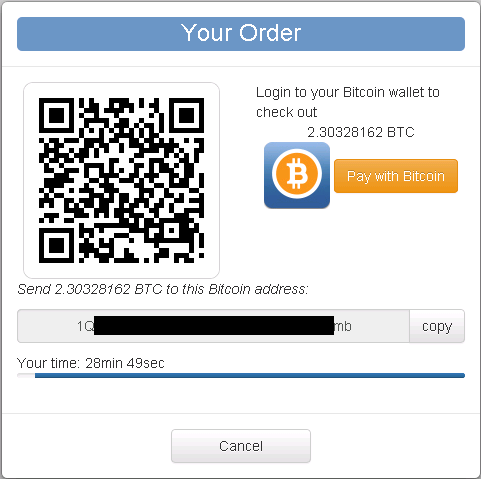 Your Order
Login to your Bitcoin wallet to
check out
2.30328162 BTC
Pay with Bitcoin
Send 2.30328162 BTC to this Bitcoin address:
1Q mb
copy
Your time: 28min 49sec
Cancel